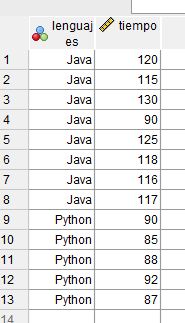 lenguaj
es
tiempo
1 Java 120
2 Java 115
3 Java 130
4 Java 90
5 Java 125
6 Java 118
7 Java 116
8 Java 117
9 Python 90
10 Python 85
11 Python 88
12 Python 92
13 Python 87
14